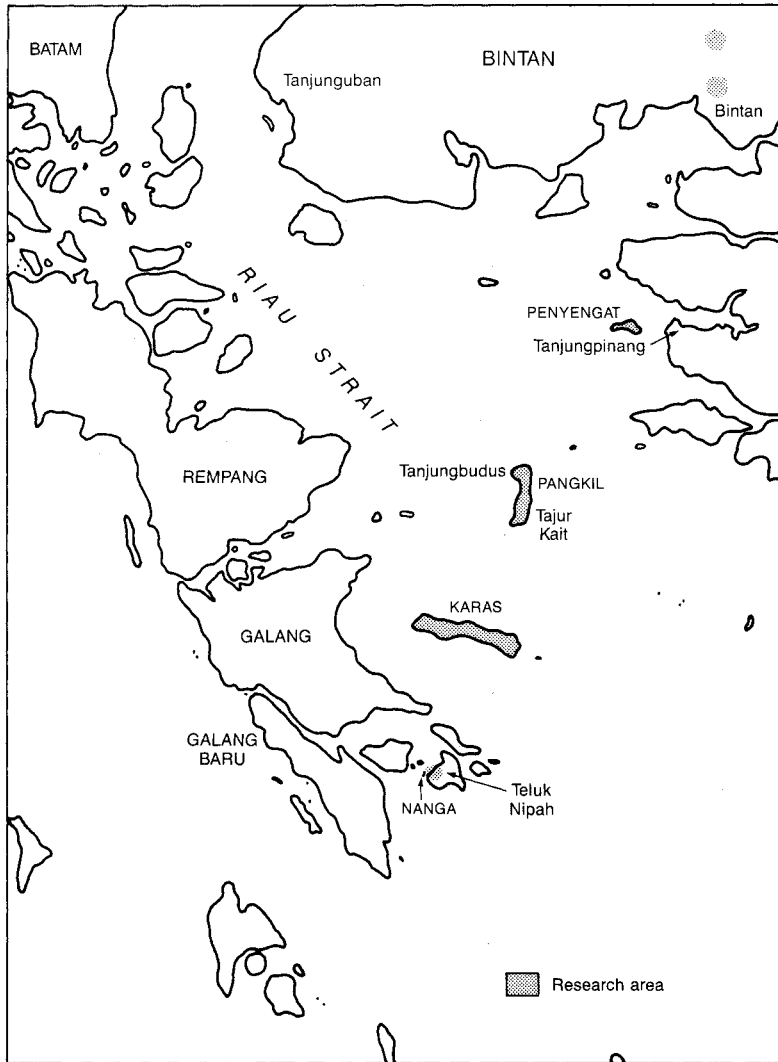 BATAM
BINTAN
Tanjunguban
Bintan
RIAU STRAIT
PENYENGAT
Tanjungpinang
REMPANG
Tanjungbudus
PANGKIL
Tajur
Kait
KARAS
GALANG
GALANG
BARU
NANGA
Teluk
Nipah
Research area